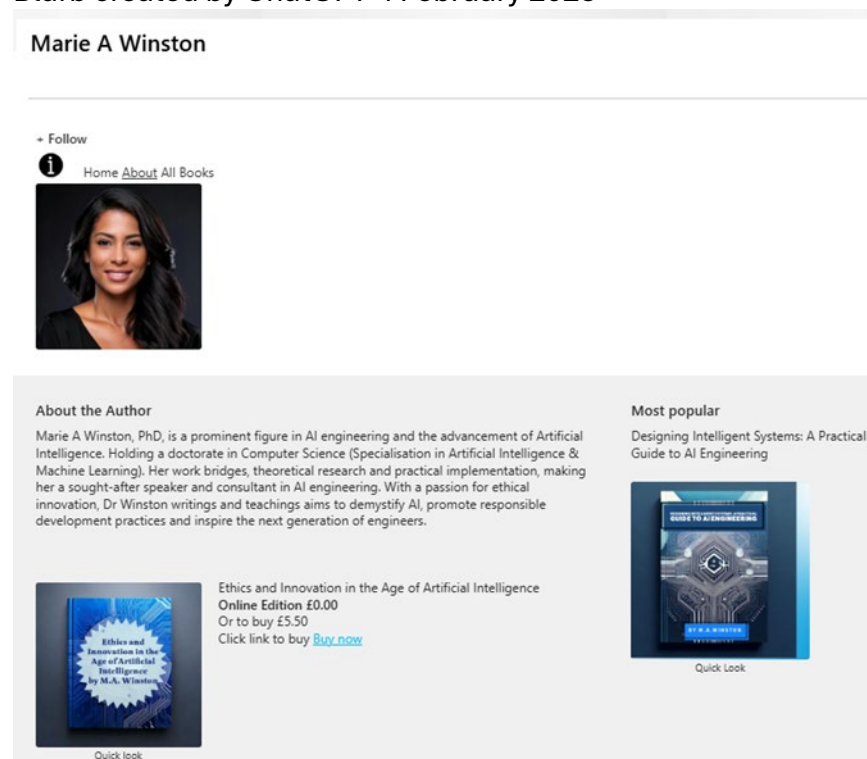 Blurb created by ChatGPT 4 February 2025
Marie A Winston
+ Follow
Home About All Books
About the Author
Marie A Winston, PhD, is a prominent figure in AI engineering and the advancement of Artificial
Intelligence. Holding a doctorate in Computer Science (Specialisation in Artificial Intelligence &
Machine Learning). Her work bridges, theoretical research and practical implementation, making
her a sought-after speaker and consultant in AI engineering. With a passion for ethical
innovation, Dr Winston writings and teachings aims to demystify AI, promote responsible
development practices and inspire the next generation of engineers.
Ethics and
Innovation in the
Age of Artificial
Intelligence
by M.A. Winston
Quick look
Ethics and Innovation in the Age of Artificial Intelligence
Online Edition £0.00
Or to buy £5.50
Click link to buy Buy now
Most popular
Designing Intelligent Systems: A Practical
Guide to AI Engineering
DESIGNING INTELLIGENT SYSTEMS: A PRACTICAL
GUIDE TO AI ENGINEERING
BY M.A. WINSTON
Quick Look